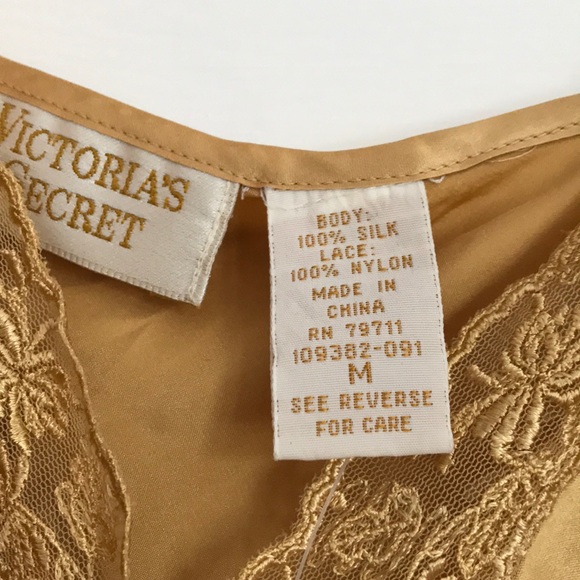 VICTORIA'S
SECRET
BODY:
100% SILK
LACE:
100% NYLON
MADE IN
CHINA
RN 79711
109382-091
M
SEE REVERSE
FOR CARE